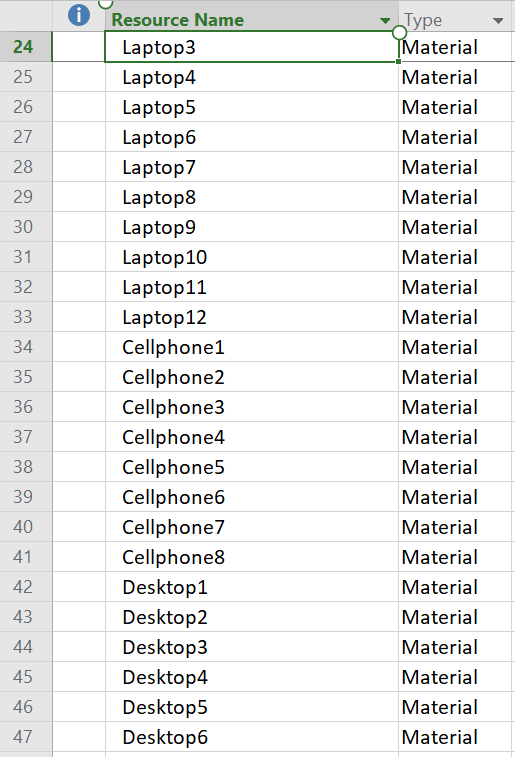 Resource Name Type
24 Laptop3 Material
25 Laptop4 Material
26 Laptop5 Material
27 Laptop6 Material
28 Laptop7 Material
29 Laptop8 Material
30 Laptop9 Material
31 Laptop10 Material
32 Laptop11 Material
33 Laptop12 Material
34 Cellphone1 Material
35 Cellphone2 Material
36 Cellphone3 Material
37 Cellphone4 Material
38 Cellphone5 Material
39 Cellphone6 Material
40 Cellphone7 Material
41 Cellphone8 Material
42 Desktop1 Material
43 Desktop2 Material
44 Desktop3 Material
45 Desktop4 Material
46 Desktop5 Material
47 Desktop6 Material